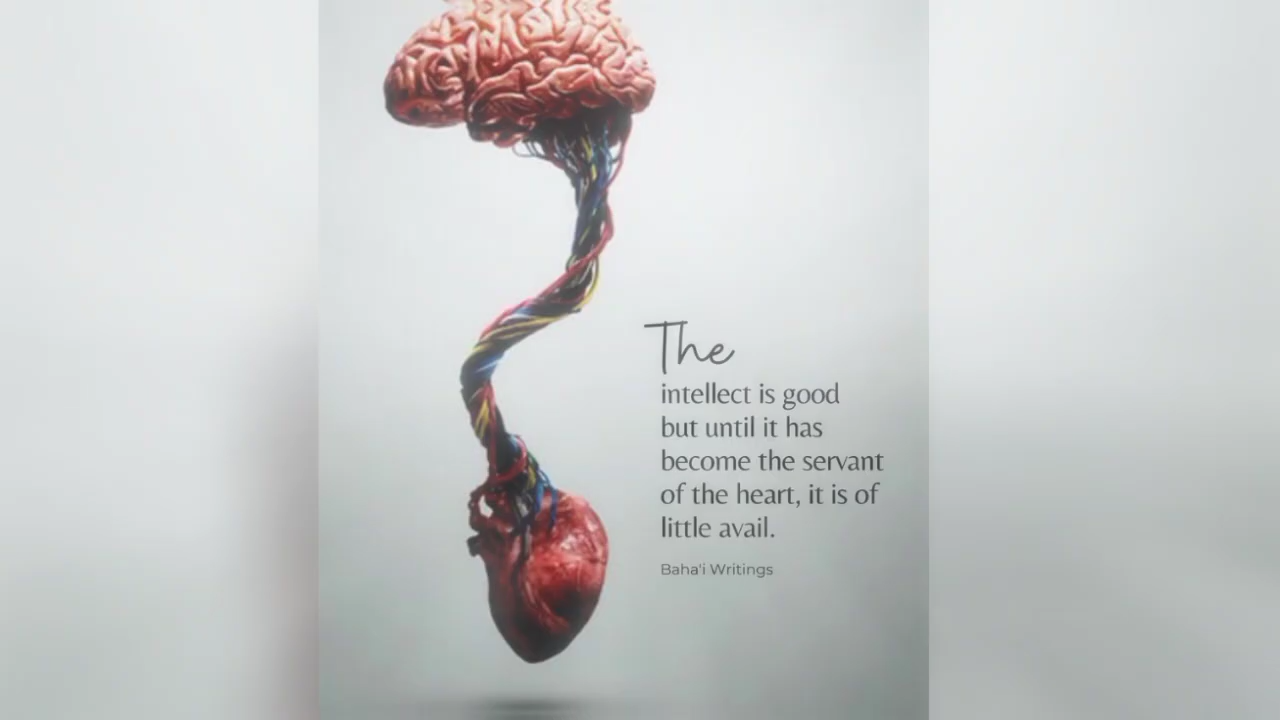 The
intellect is good
but until it has
become the servant
of the heart, it is of
little avail.
Baha'i Writings